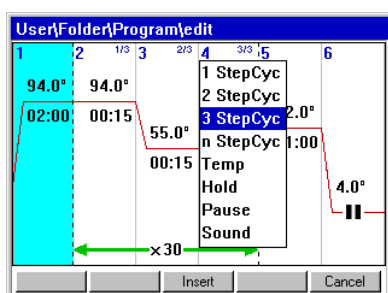 User\Folder\Program\edit
1 2 1/3 3 2/3 4 3/3 5 6
94.0° 94.0°
02:00 00:15
55.0°
00:15
1 StepCyc
2 StepCyc
3 StepCyc
n StepCyc
Temp
Hold
Pause
Sound
2.0°
1:00
4.0°
×30
Insert Cancel